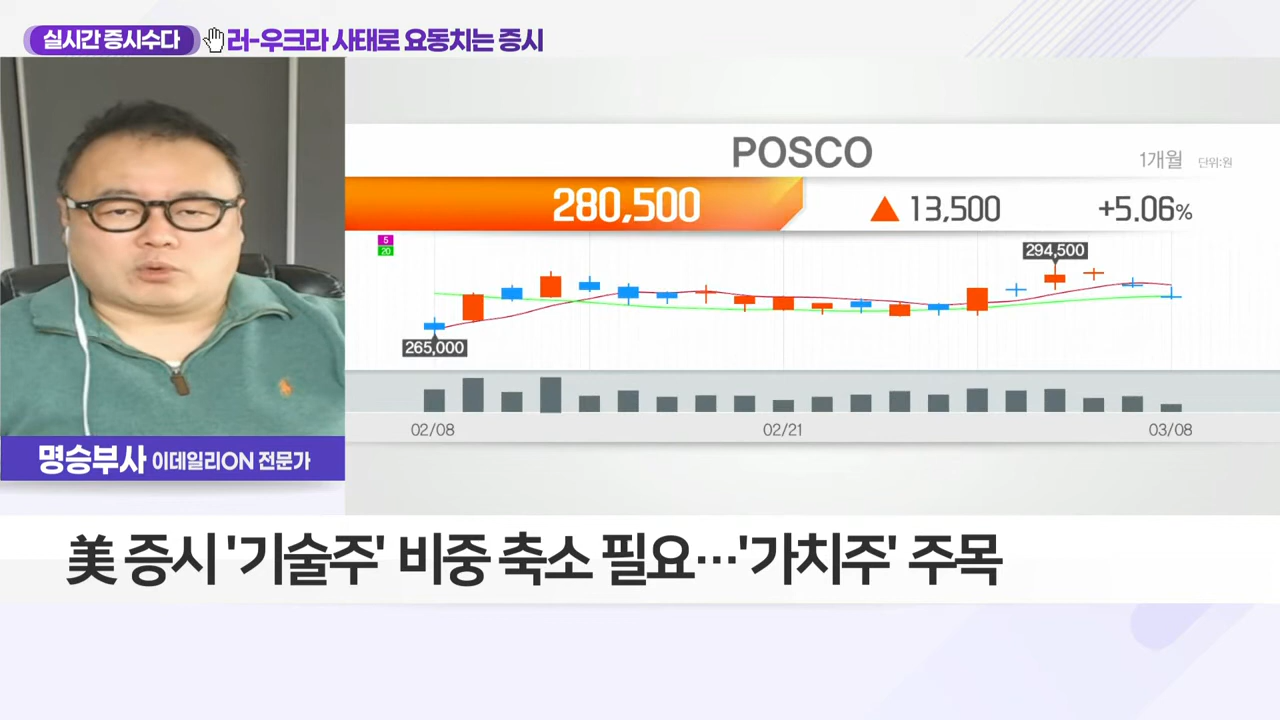 실시간 증시수다 러-우크라 사태로 요동치는 증시
POSCO
1개월 단위:원
280,500 ▲ 13,500 +5.06%
5
20
294,500
265,000
02/08 02/21 03/08
명승부사 이데일리ON 전문가
美 증시 '기술주' 비중 축소 필요…'가치주' 주목